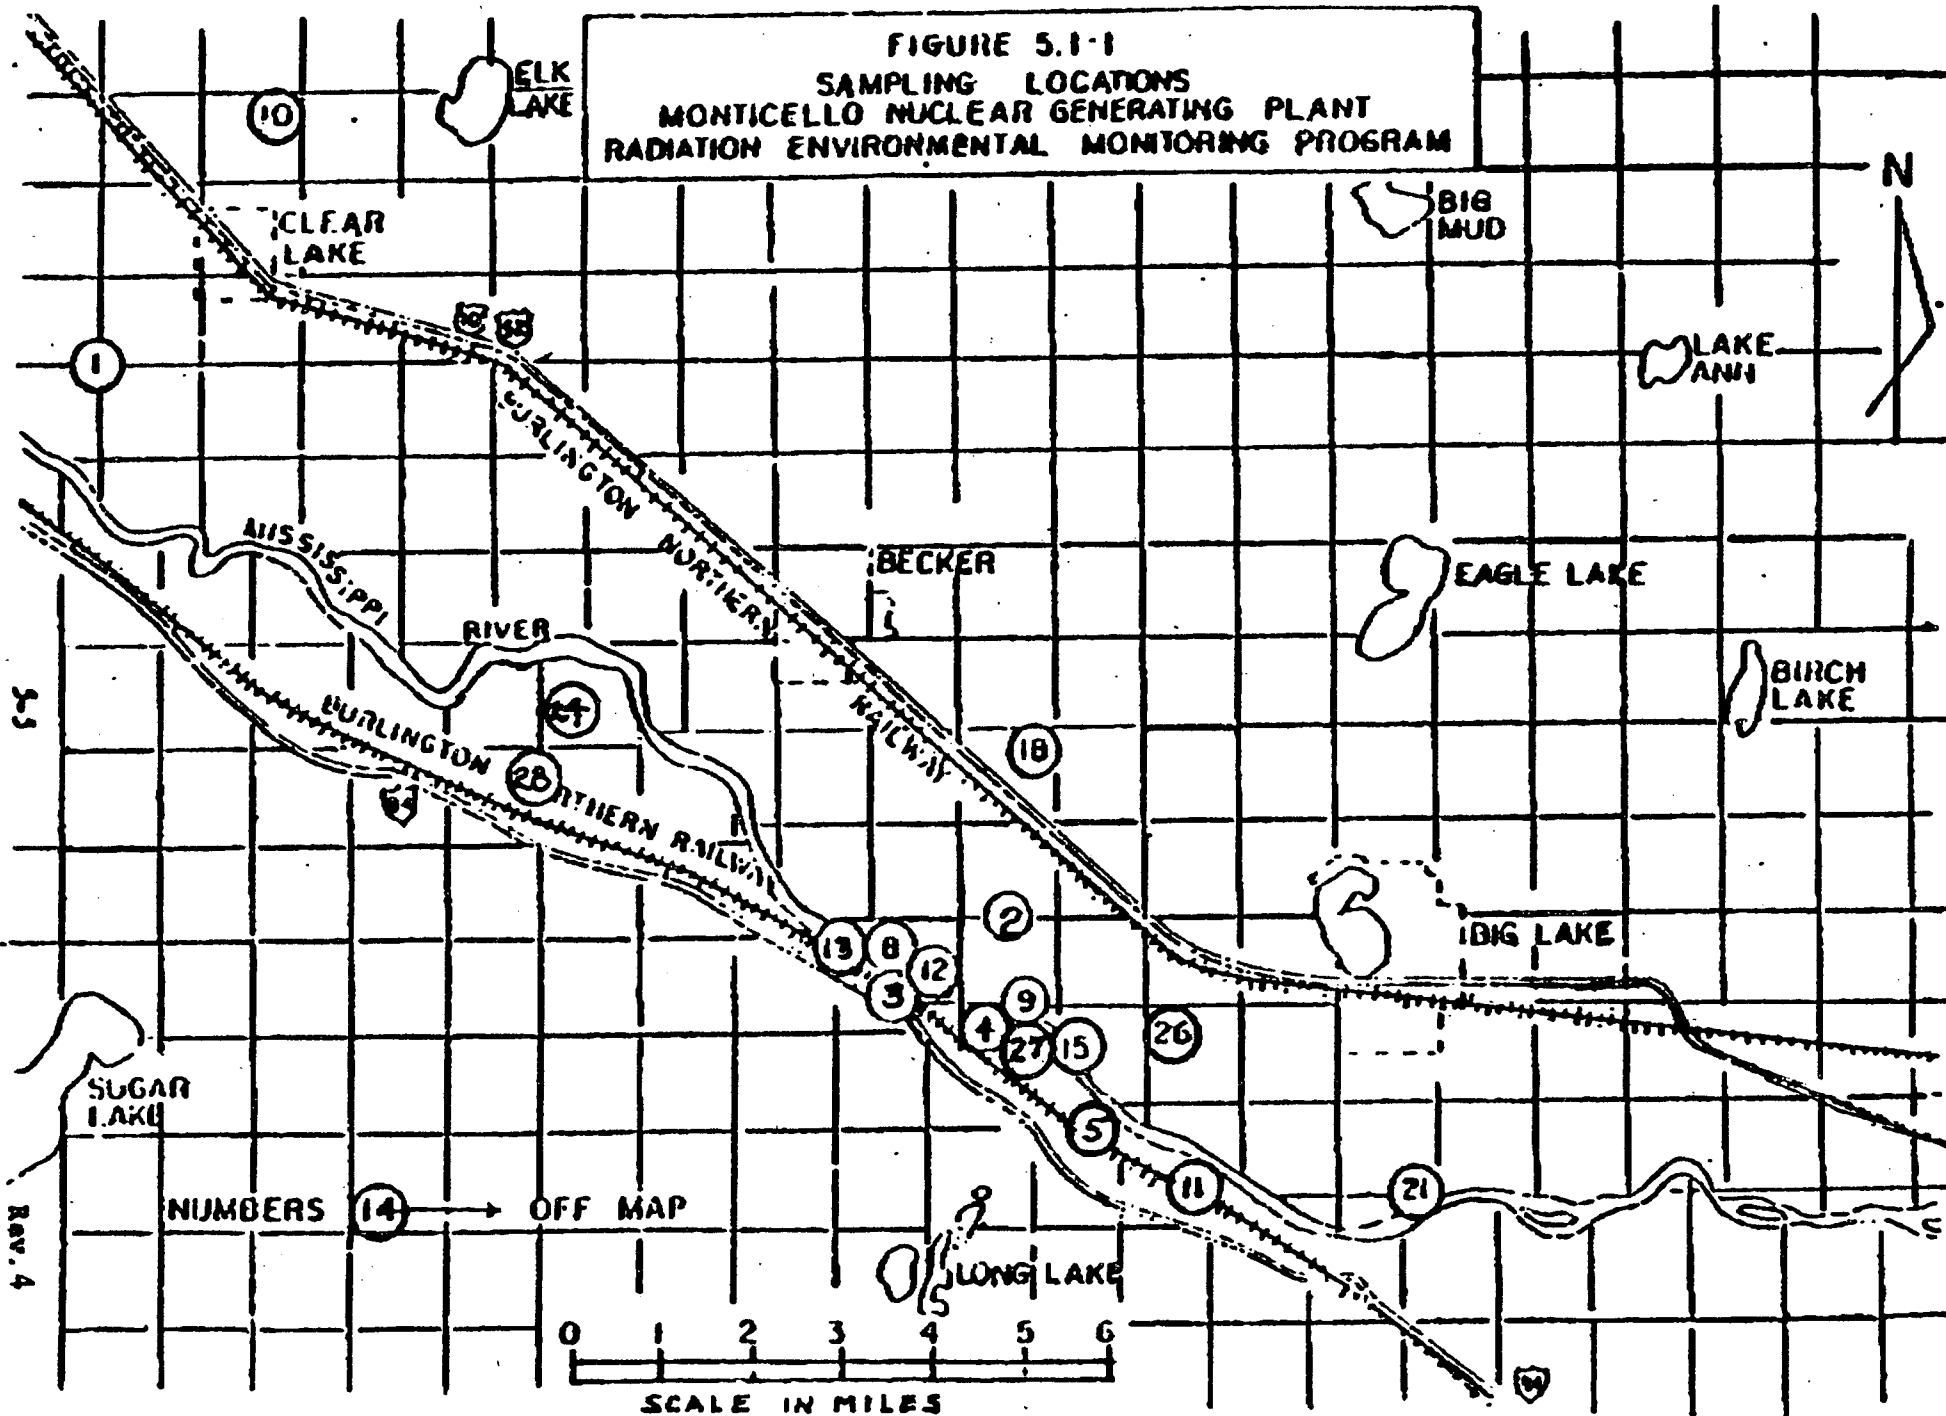 FIGURE 5.1-1
SAMPLING LOCATIONS
MONTICELLO NUCLEAR GENERATING PLANT
RADIATION ENVIRONMENTAL MONITORING PROGRAM
ELK
LAKE
10
N
BIG
MUD
CLEAR
LAKE
1
LAKE
ANN
BURLINGTON
NORTHERN
RAILWAY
MISSISSIPPI
RIVER
BECKER
EAGLE LAKE
BIRCH
LAKE
18
BURLINGTON
28
RTHERN RAILWAY
2
BIG LAKE
13
8
12
3
9
4
27
15
26
5
11
21
SUGAR
LAKE
NUMBERS 14 → OFF MAP
LONG LAKE
0 1 2 3 4 5 6
SCALE IN MILES
Rev. 4